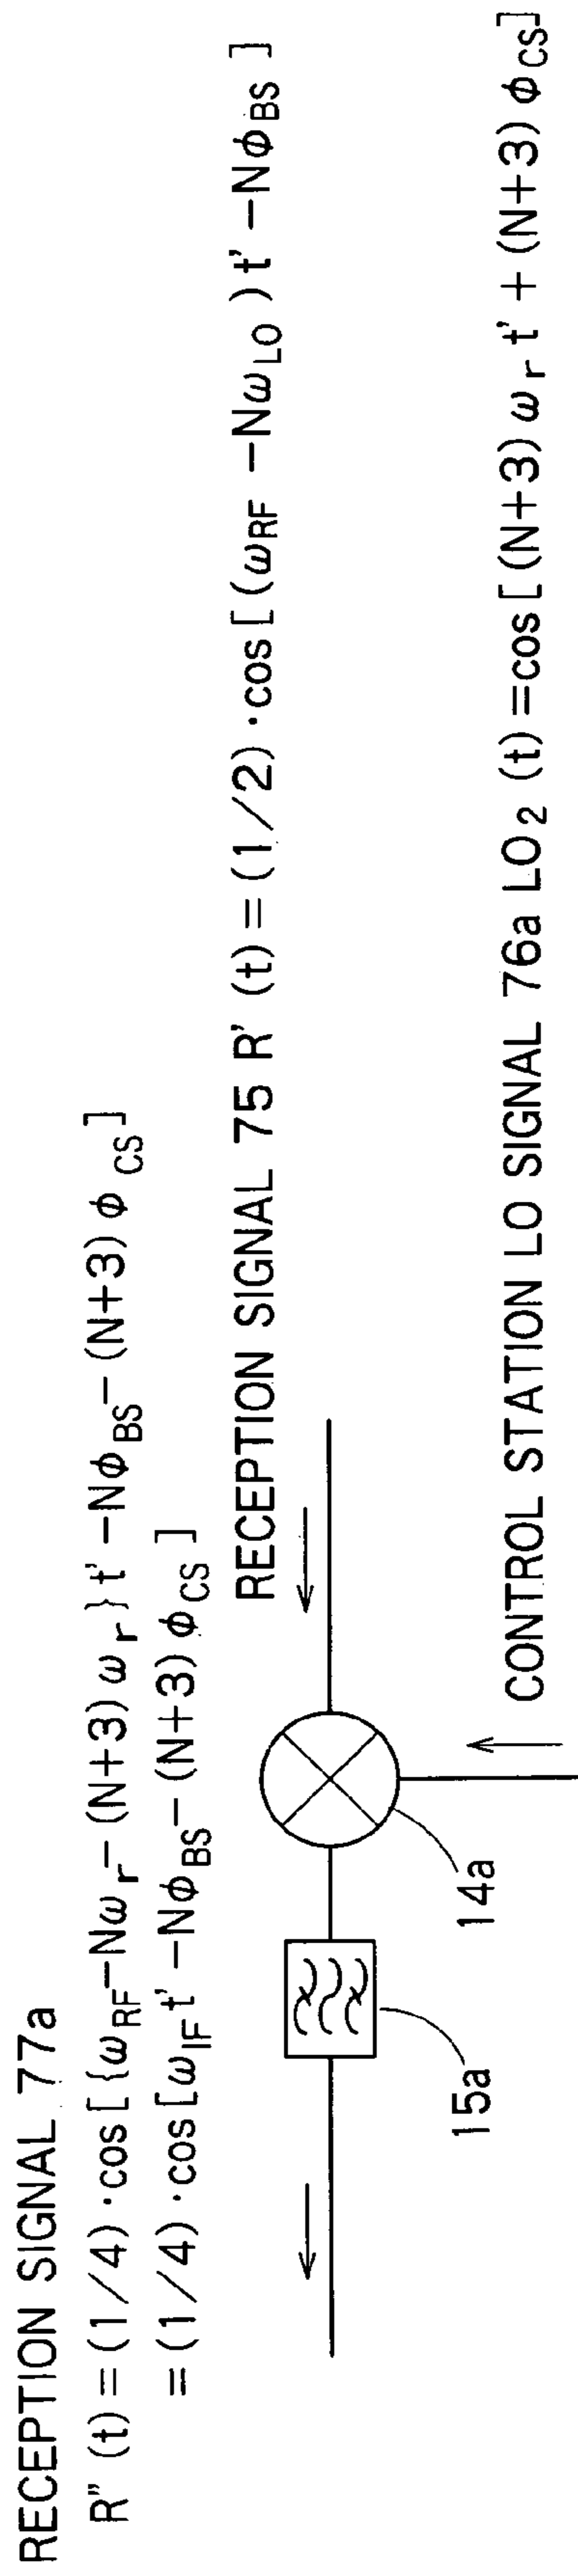 RECEPTION SIGNAL 77a
R" (t) = (1/4) ·cos [ {ω_RF −Nω_r − (N+3) ω_r } t' −Nϕ_BS − (N+3) ϕ_CS ]
= (1/4) ·cos [ω_IF t' −Nϕ_BS − (N+3) ϕ_CS ]
RECEPTION SIGNAL 75 R' (t) = (1/2) ·cos [ (ω_RF −Nω_LO ) t' −Nϕ_BS ]
15a
14a
CONTROL STATION LO SIGNAL 76a LO_2 (t) =cos [ (N+3) ω_r t' + (N+3) ϕ_CS ]